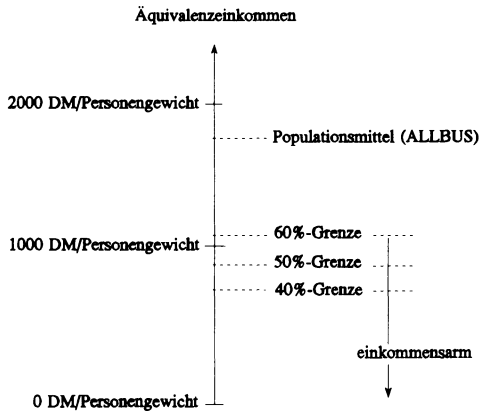 Äquivalenzeinkommen
2000 DM/Personengewicht
Populationsmittel (ALLBUS)
60%-Grenze
1000 DM/Personengewicht
50%-Grenze
40%-Grenze
einkommensarm
0 DM/Personengewicht